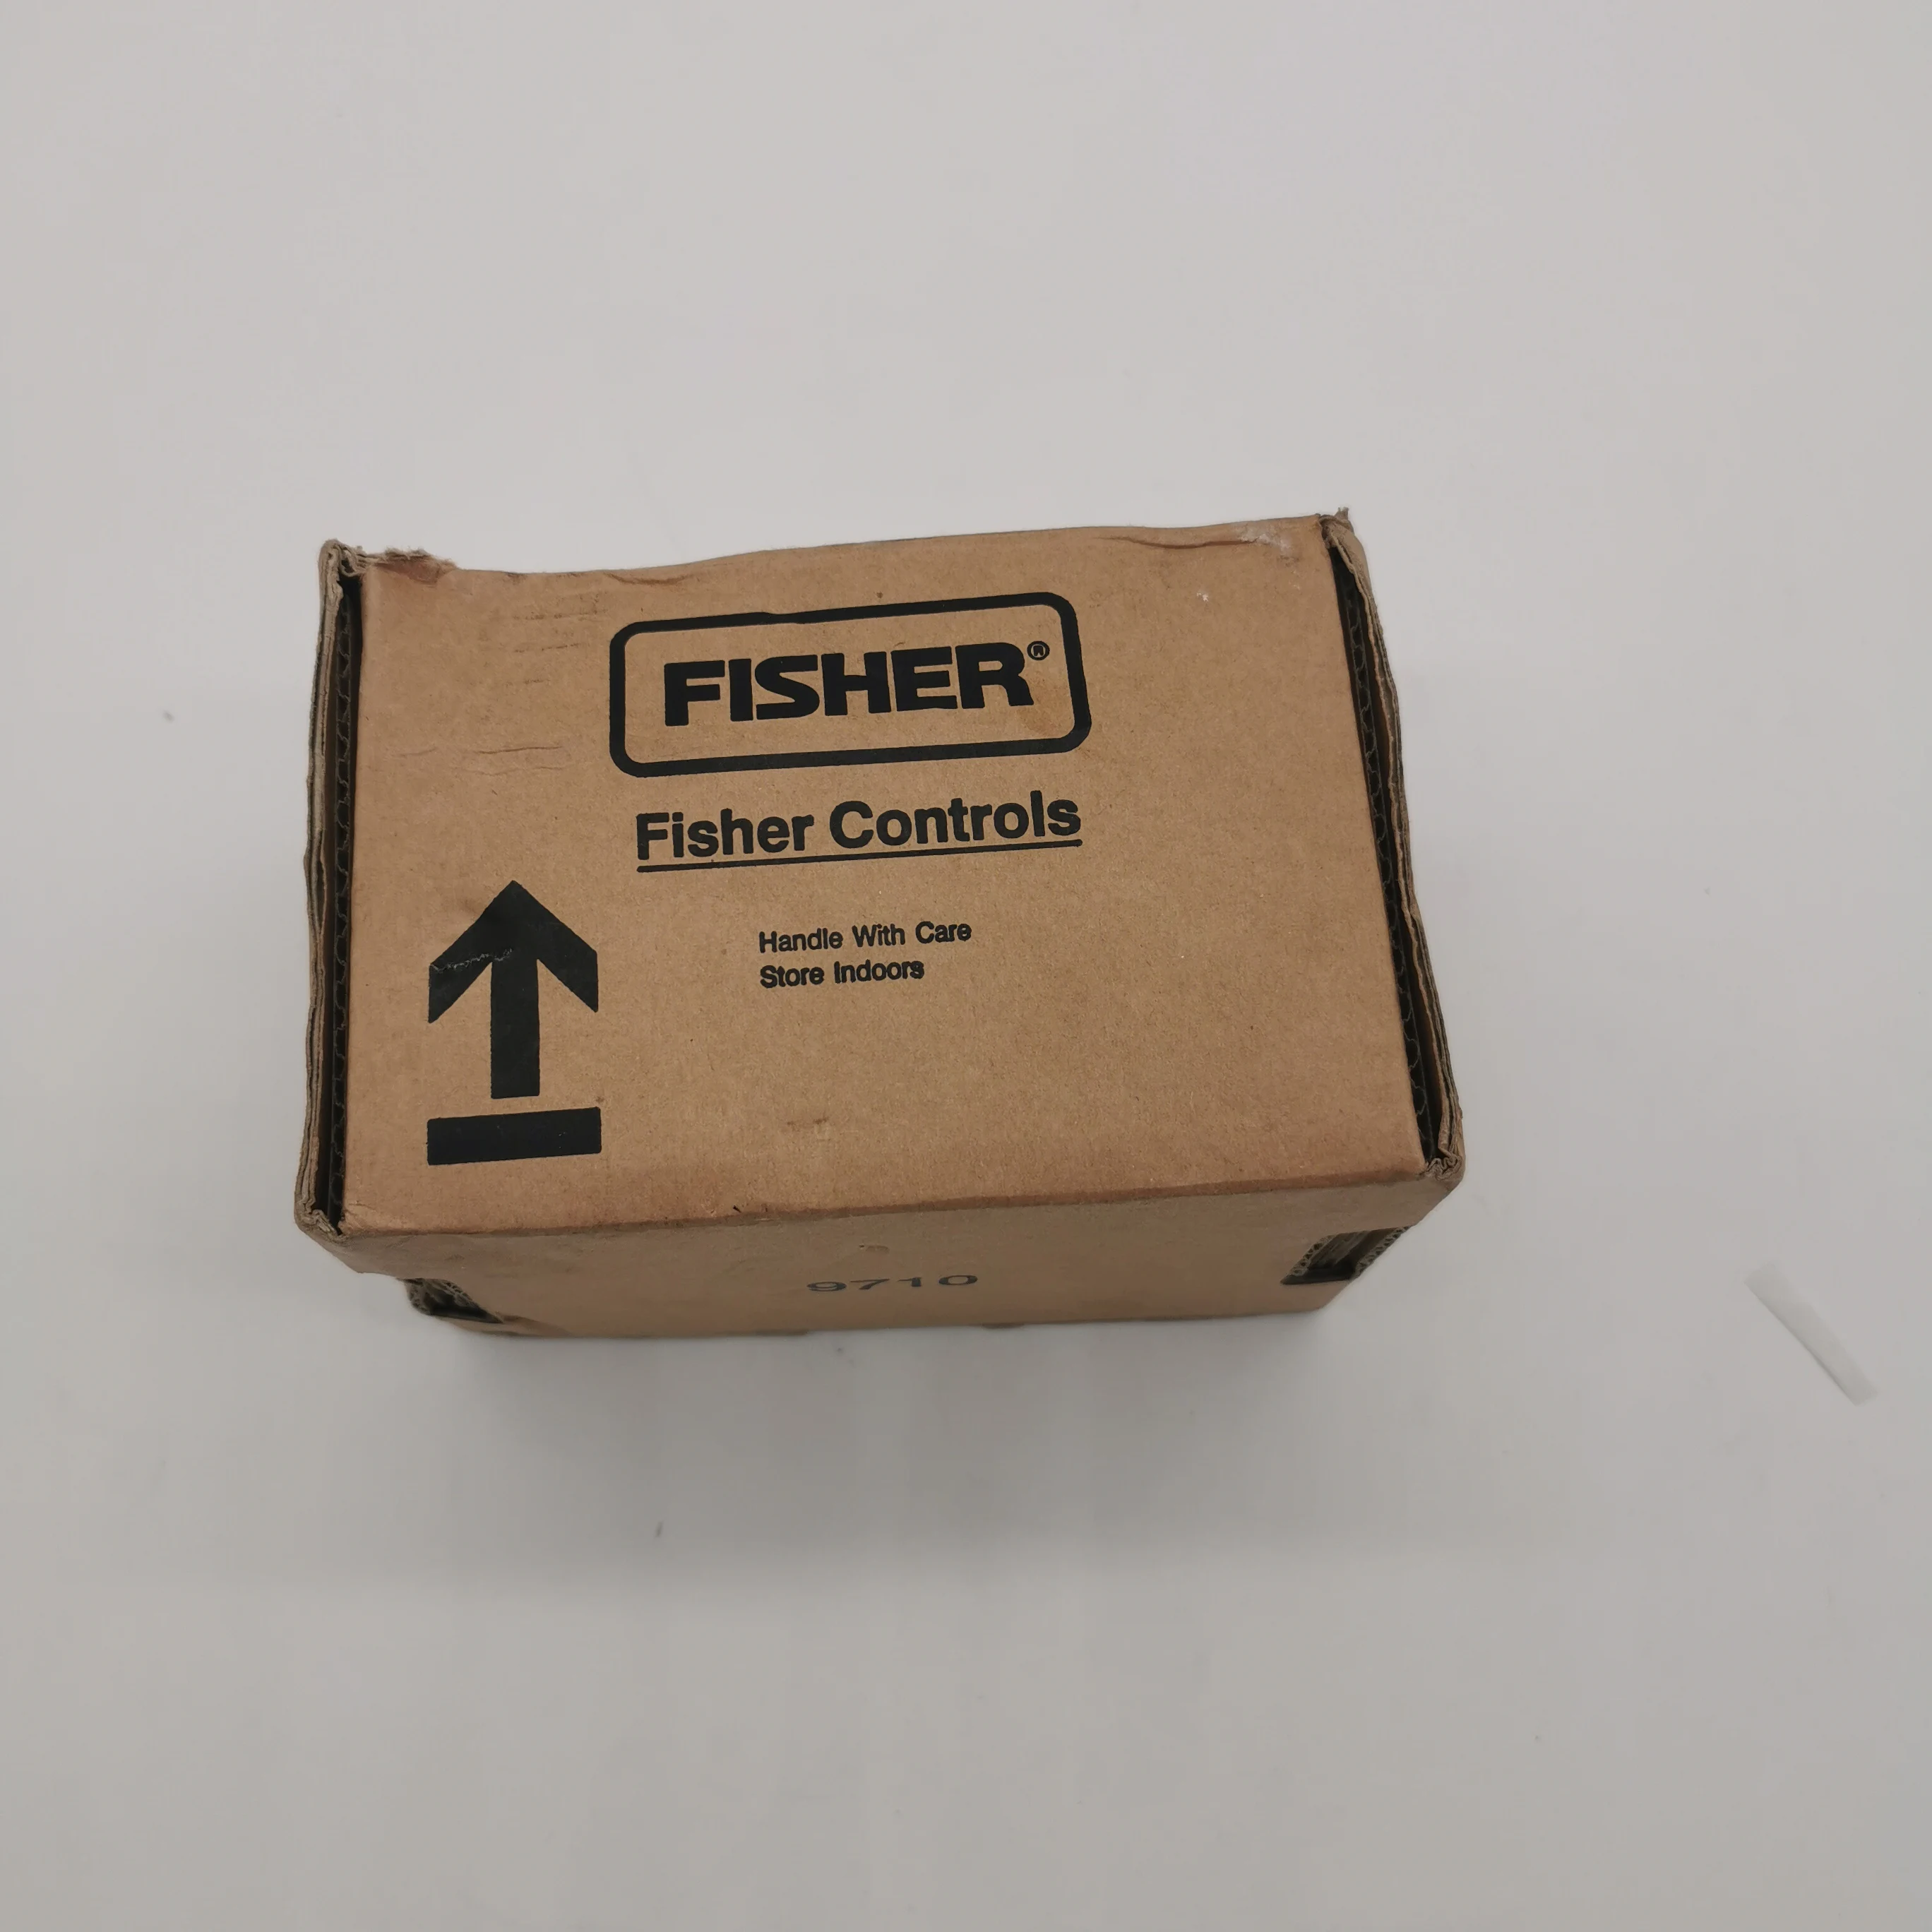 FISHER®
Fisher Controls
Handle With Care
Store Indoors
9710